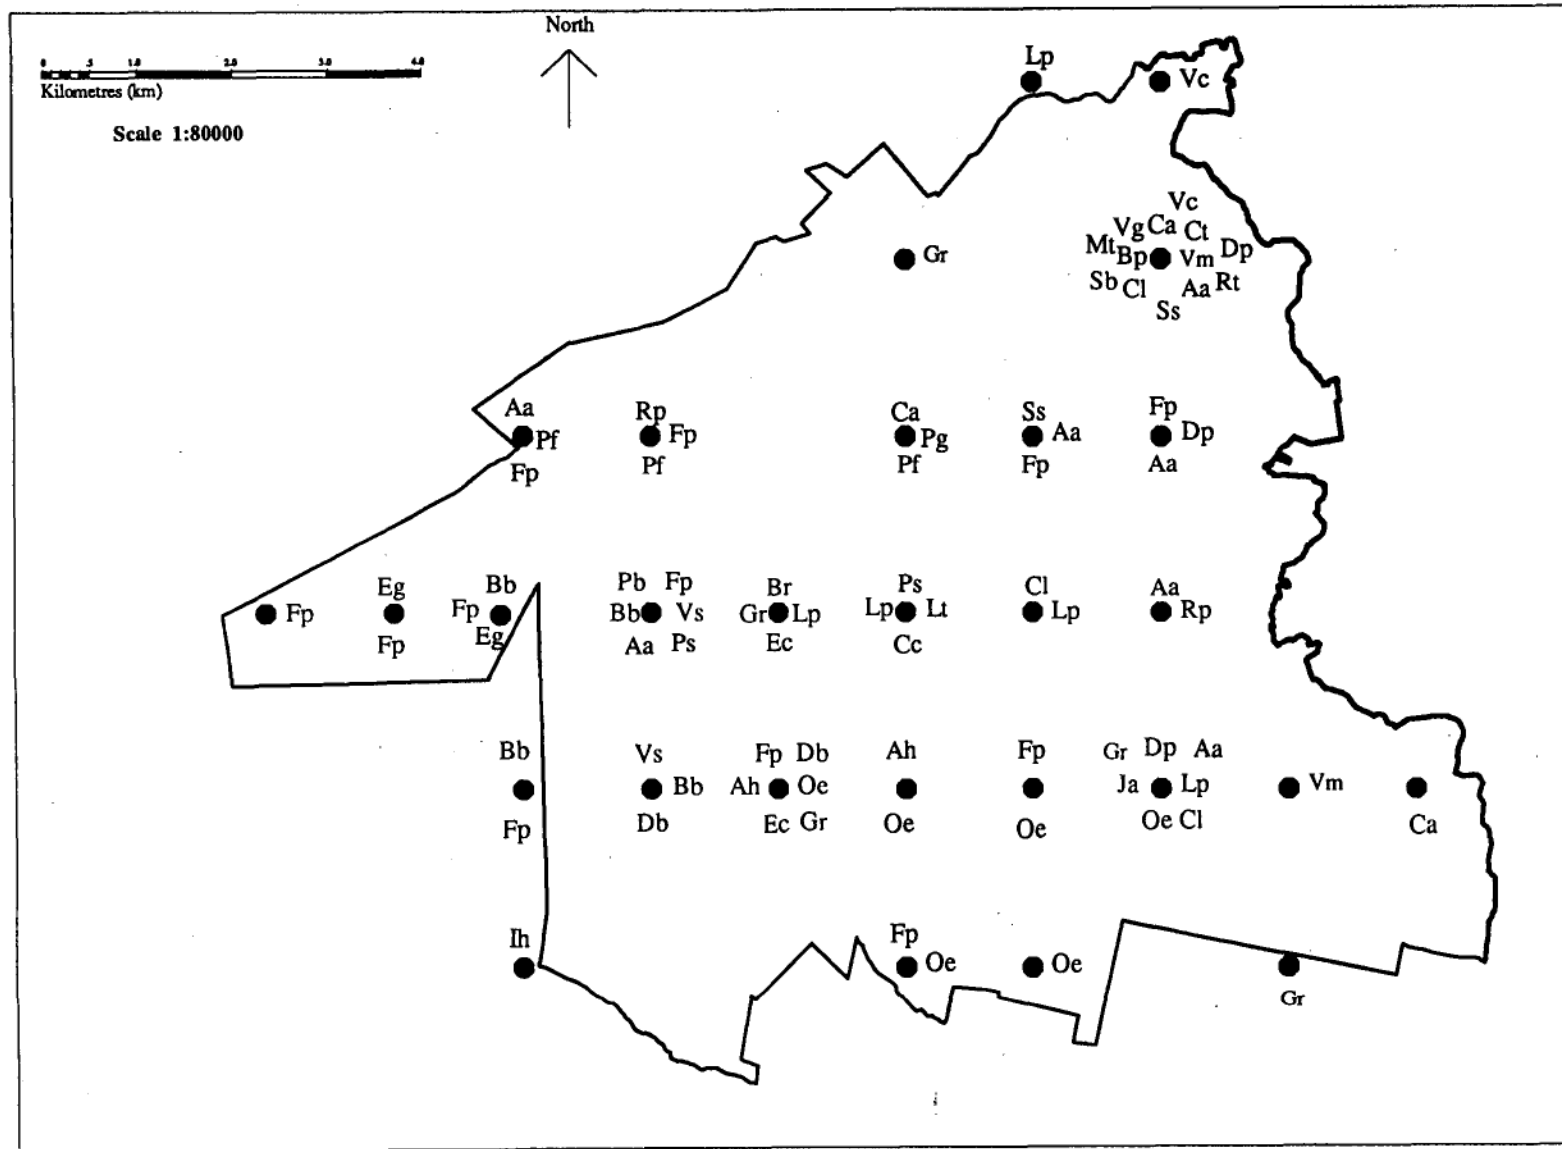 North
0 .5 1.0 2.0 3.0 4.0
Kilometres (km)
Scale 1:80000
Lp
Vc
Vc
Vg Ca Ct
Mt Bp Vm Dp
Sb Cl Aa Rt
Ss
Gr
Aa Rp Ca Ss Fp
Pf Fp Pg Aa Dp
Fp Pf Pf Fp Aa
Eg Bb Pb Fp Br Ps Cl Aa
Fp Fp Bb Vs Gr Lp Lp Lt Lp Rp
Fp Eg Aa Ps Ec Cc
Bb Vs Fp Db Ah Fp Gr Dp Aa
Bb Ah Oe Ja Lp Vm
Fp Db Ec Gr Oe Oe Oe Cl Ca
Ih Fp
Oe Oe
Gr